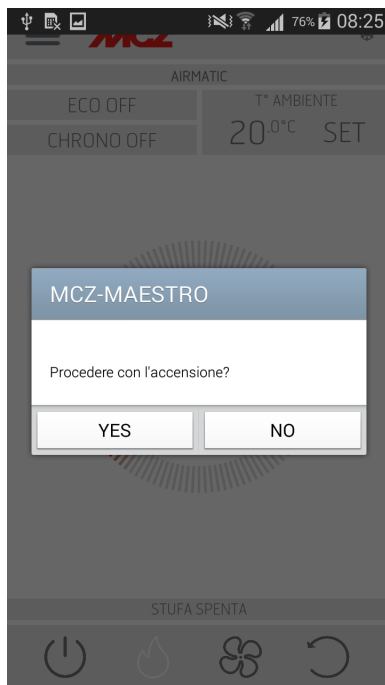 76% 08:25
MCZ
AIRMATIC
ECO OFF
T° AMBIENTE
CHRONO OFF
20.0°C SET
MCZ-MAESTRO
Procedere con l'accensione?
YES NO
STUFA SPENTA